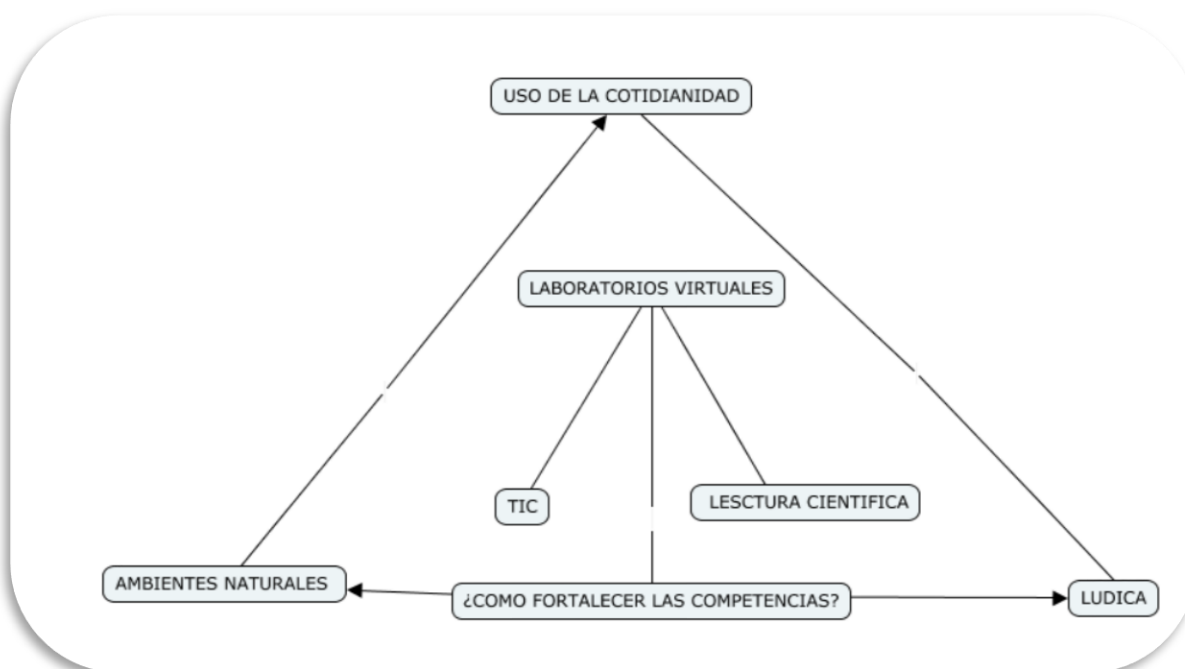 USO DE LA COTIDIANIDAD
LABORATORIOS VIRTUALES
TIC
LESCTURA CIENTIFICA
AMBIENTES NATURALES
¿COMO FORTALECER LAS COMPETENCIAS?
LUDICA